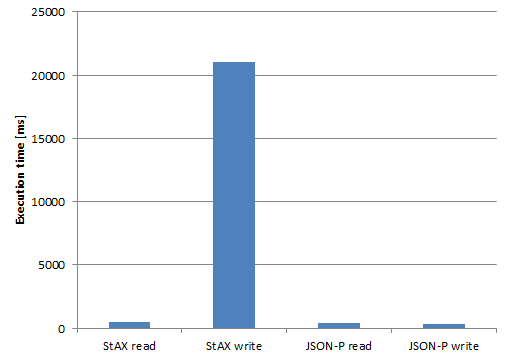 25000
20000
15000
10000
5000
0
Execution time [ms]
StAX read
StAX write
JSON-P read
JSON-P write